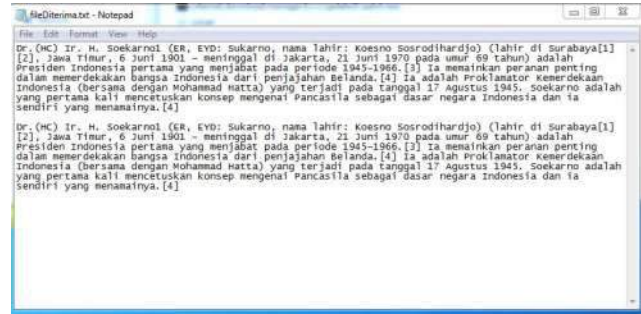 fileDiterima.txt - Notepad
File Edit Format View Help
Dr.(HC) Ir. H. Soekarno1 (ER, EYD: Sukarno, nama lahir: Koesno Sosrodihardjo) (lahir di Surabaya[1]
[2], Jawa Timur, 6 Juni 1901 – meninggal di Jakarta, 21 Juni 1970 pada umur 69 tahun) adalah
Presiden Indonesia pertama yang menjabat pada periode 1945–1966.[3] Ia memainkan peranan penting
dalam memerdekakan bangsa Indonesia dari penjajahan Belanda.[4] Ia adalah Proklamator Kemerdekaan
Indonesia (bersama dengan Mohammad Hatta) yang terjadi pada tanggal 17 Agustus 1945. Soekarno adalah
yang pertama kali mencetuskan konsep mengenai Pancasila sebagai dasar negara Indonesia dan ia
sendiri yang menamainya.[4]
Dr.(HC) Ir. H. Soekarno1 (ER, EYD: Sukarno, nama lahir: Koesno Sosrodihardjo) (lahir di Surabaya[1]
[2], Jawa Timur, 6 Juni 1901 – meninggal di Jakarta, 21 Juni 1970 pada umur 69 tahun) adalah
Presiden Indonesia pertama yang menjabat pada periode 1945–1966.[3] Ia memainkan peranan penting
dalam memerdekakan bangsa Indonesia dari penjajahan Belanda.[4] Ia adalah Proklamator Kemerdekaan
Indonesia (bersama dengan Mohammad Hatta) yang terjadi pada tanggal 17 Agustus 1945. Soekarno adalah
yang pertama kali mencetuskan konsep mengenai Pancasila sebagai dasar negara Indonesia dan ia
sendiri yang menamainya.[4]